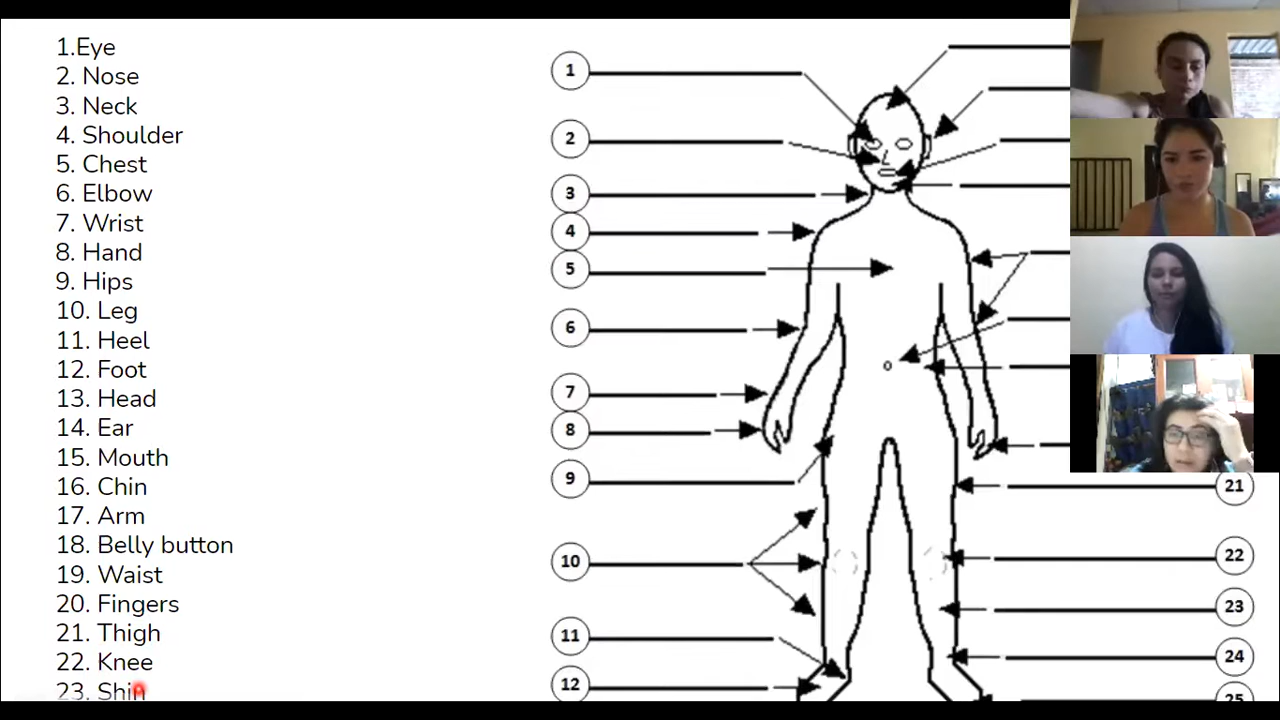 1.Eye
2. Nose
3. Neck
4. Shoulder
5. Chest
6. Elbow
7. Wrist
8. Hand
9. Hips
10. Leg
11. Heel
12. Foot
13. Head
14. Ear
15. Mouth
16. Chin
17. Arm
18. Belly button
19. Waist
20. Fingers
21. Thigh
22. Knee
23. Shin
1
2
3
4
5
6
7
8
9
10
11
12
21
22
23
24
25